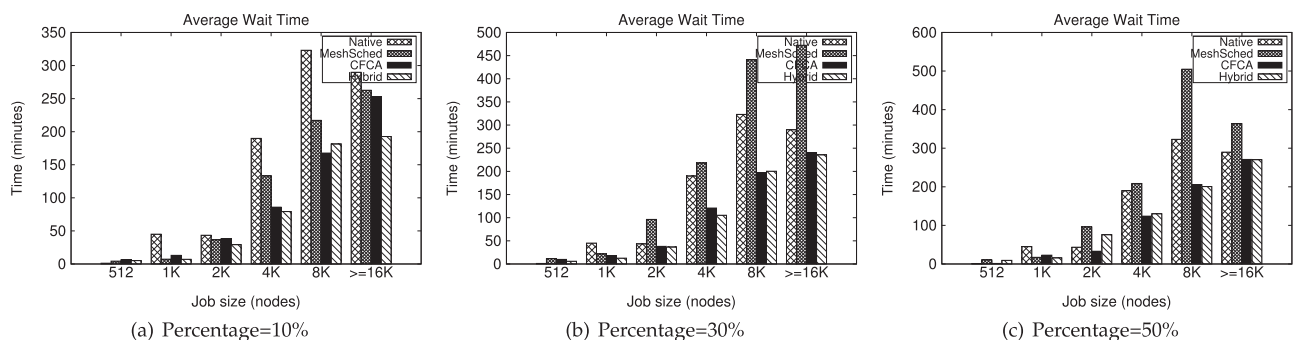 Average Wait Time
350
300
250
200
150
100
50
0
Time (minutes)
Native
MeshSched
CFCA
Hybrid
512 1K 2K 4K 8K >=16K
Job size (nodes)
(a) Percentage=10%
Average Wait Time
500
450
400
350
300
250
200
150
100
50
0
Time (minutes)
Native
MeshSched
CFCA
Hybrid
512 1K 2K 4K 8K >=16K
Job size (nodes)
(b) Percentage=30%
Average Wait Time
600
500
400
300
200
100
0
Time (minutes)
Native
MeshSched
CFCA
Hybrid
512 1K 2K 4K 8K >=16K
Job size (nodes)
(c) Percentage=50%